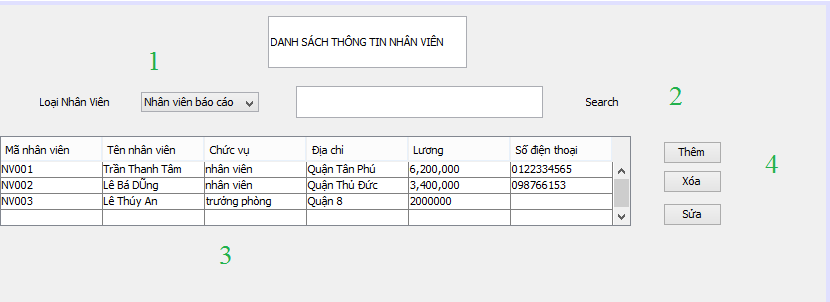 DANH SÁCH THÔNG TIN NHÂN VIÊN
1
Loại Nhân Viên Nhân viên báo cáo Search 2
Mã nhân viên Tên nhân viên Chức vụ Địa chỉ Lương Số điện thoại Thêm
NV001 Trần Thanh Tâm nhân viên Quận Tân Phú 6,200,000 0122334565 4
NV002 Lê Bá DŨng nhân viên Quận Thủ Đức 3,400,000 098766153 Xóa
NV003 Lê Thúy An trưởng phòng Quận 8 2000000
Sửa
3